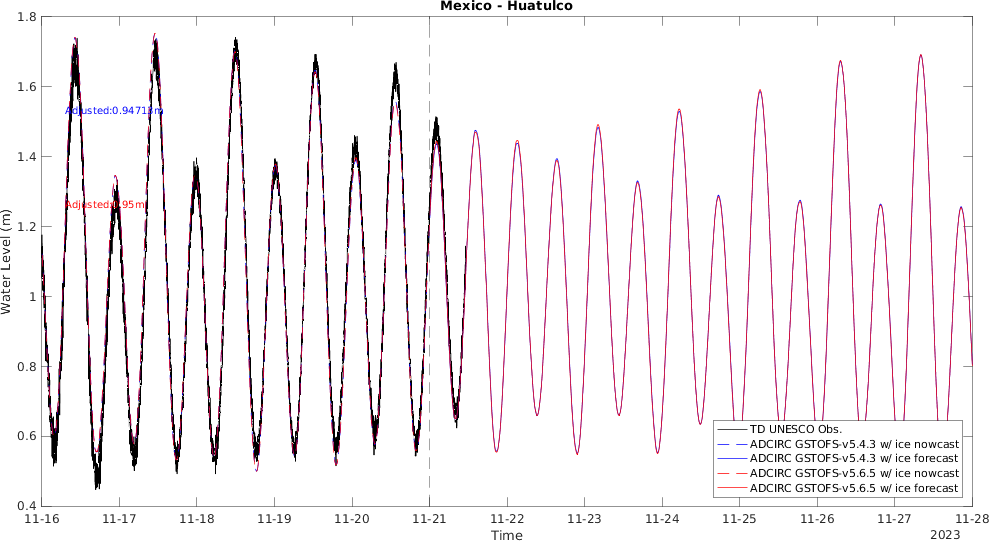 Mexico - Huatulco
1.8
1.6
1.4
1.2
1
0.8
0.6
0.4
Water Level (m)
Adjusted:0.9471
Adjusted: .95m
TD UNESCO Obs.
ADCIRC GSTOFS-v5.4.3 w/ ice nowcast
ADCIRC GSTOFS-v5.4.3 w/ ice forecast
ADCIRC GSTOFS-v5.6.5 w/ ice nowcast
ADCIRC GSTOFS-v5.6.5 w/ ice forecast
11-16 11-17 11-18 11-19 11-20 11-21 11-22 11-23 11-24 11-25 11-26 11-27 11-28
Time
2023